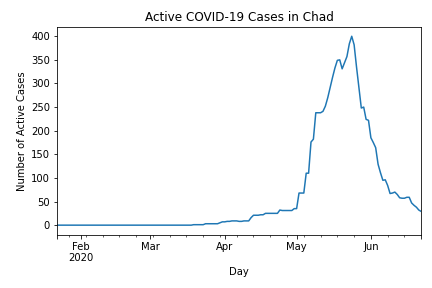 Active COVID-19 Cases in Chad
400
350
300
250
200
150
100
50
0
Number of Active Cases
Feb Mar Apr May Jun
2020
Day